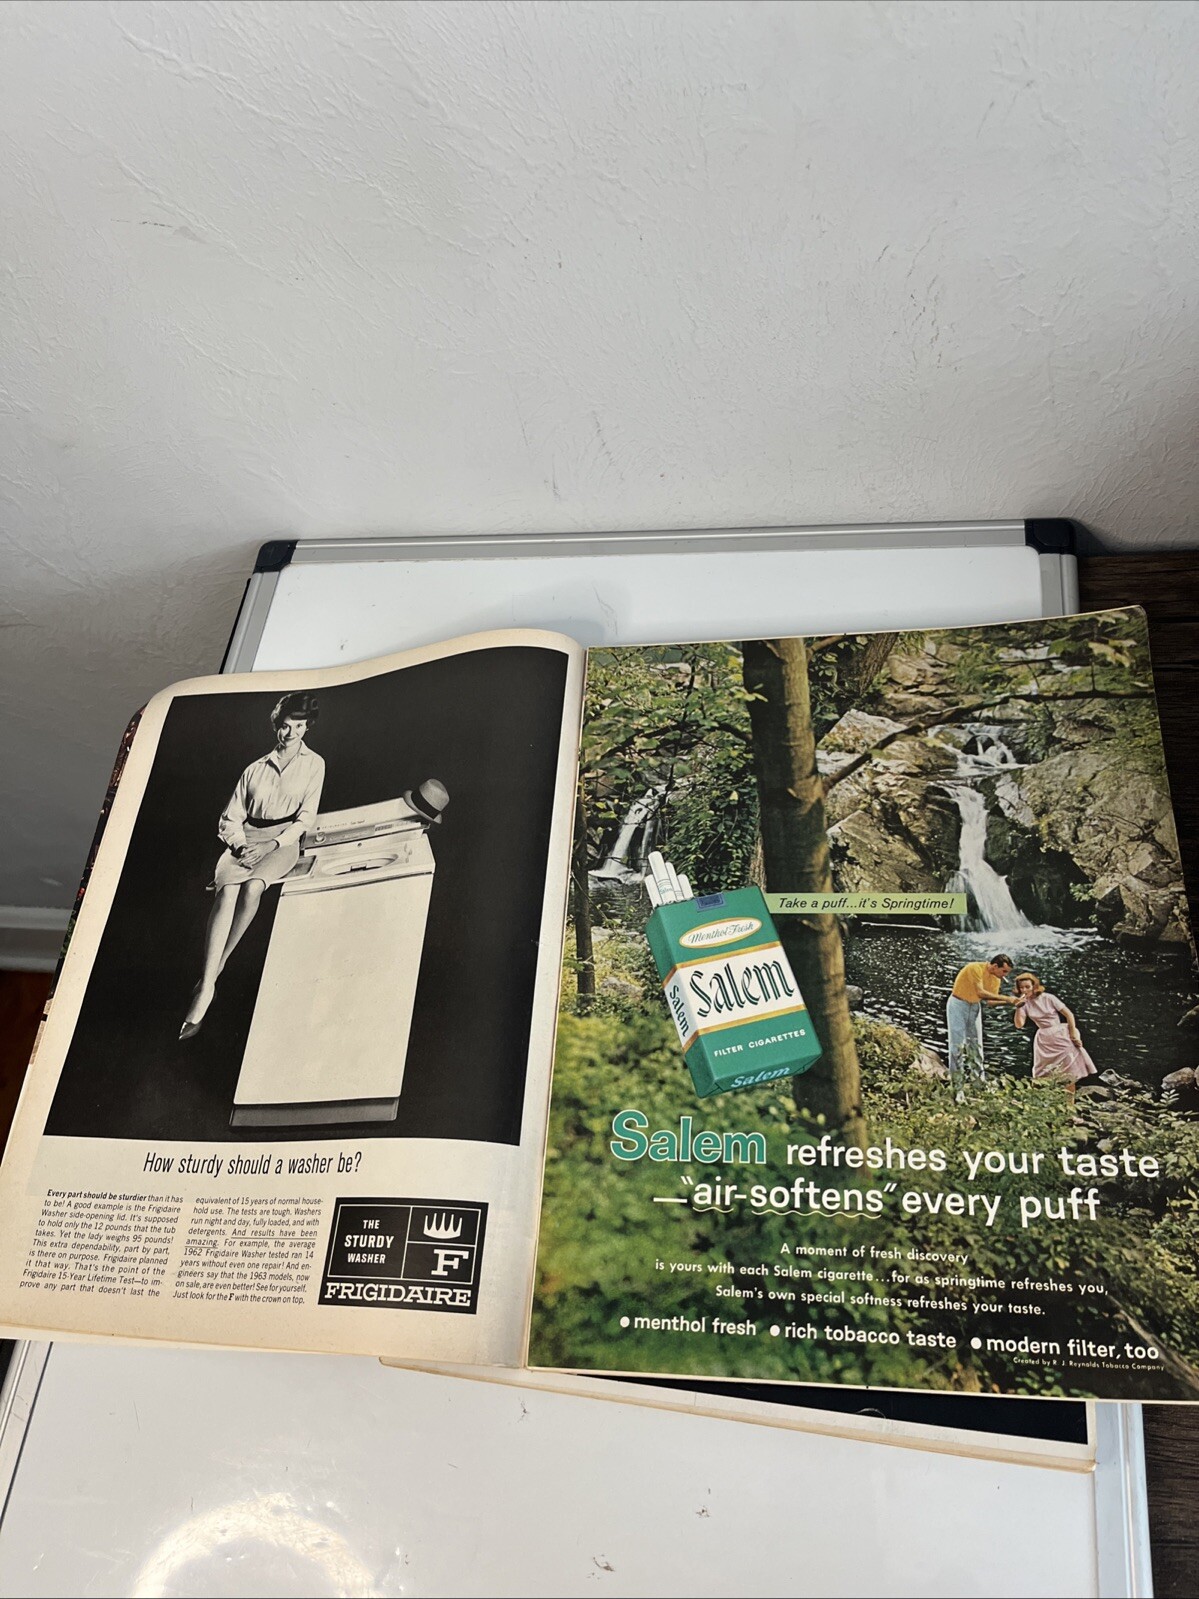 How sturdy should a washer be?
Every part should be sturdier than it has
to be! A good example is the Frigidaire
Washer side-opening lid. It's supposed
to hold only the 12 pounds that the tub
takes. Yet the lady weighs 95 pounds!
This extra dependability, part by part,
is there on purpose. Frigidaire planned
it that way. That's the point of the
Frigidaire 15-Year Lifetime Test—to im-
prove any part that doesn't last the
equivalent of 15 years of normal house-
hold use. The tests are tough. Washers
run night and day, fully loaded, and with
detergents. And results have been
amazing. For example, the average
1962 Frigidaire Washer tested ran 14
years without even one repair! And en-
gineers say that the 1963 models, now
on sale, are even better! See for yourself.
Just look for the F with the crown on top.
THE
STURDY
WASHER
F
FRIGIDAIRE
Take a puff...it's Springtime!
Menthol Fresh
Salem
Salem
FILTER CIGARETTES
Salem
Salem refreshes your taste
—"air-softens" every puff
A moment of fresh discovery
is yours with each Salem cigarette...for as springtime refreshes you,
Salem's own special softness refreshes your taste.
• menthol fresh • rich tobacco taste • modern filter, too
Created by R. J. Reynolds Tobacco Company